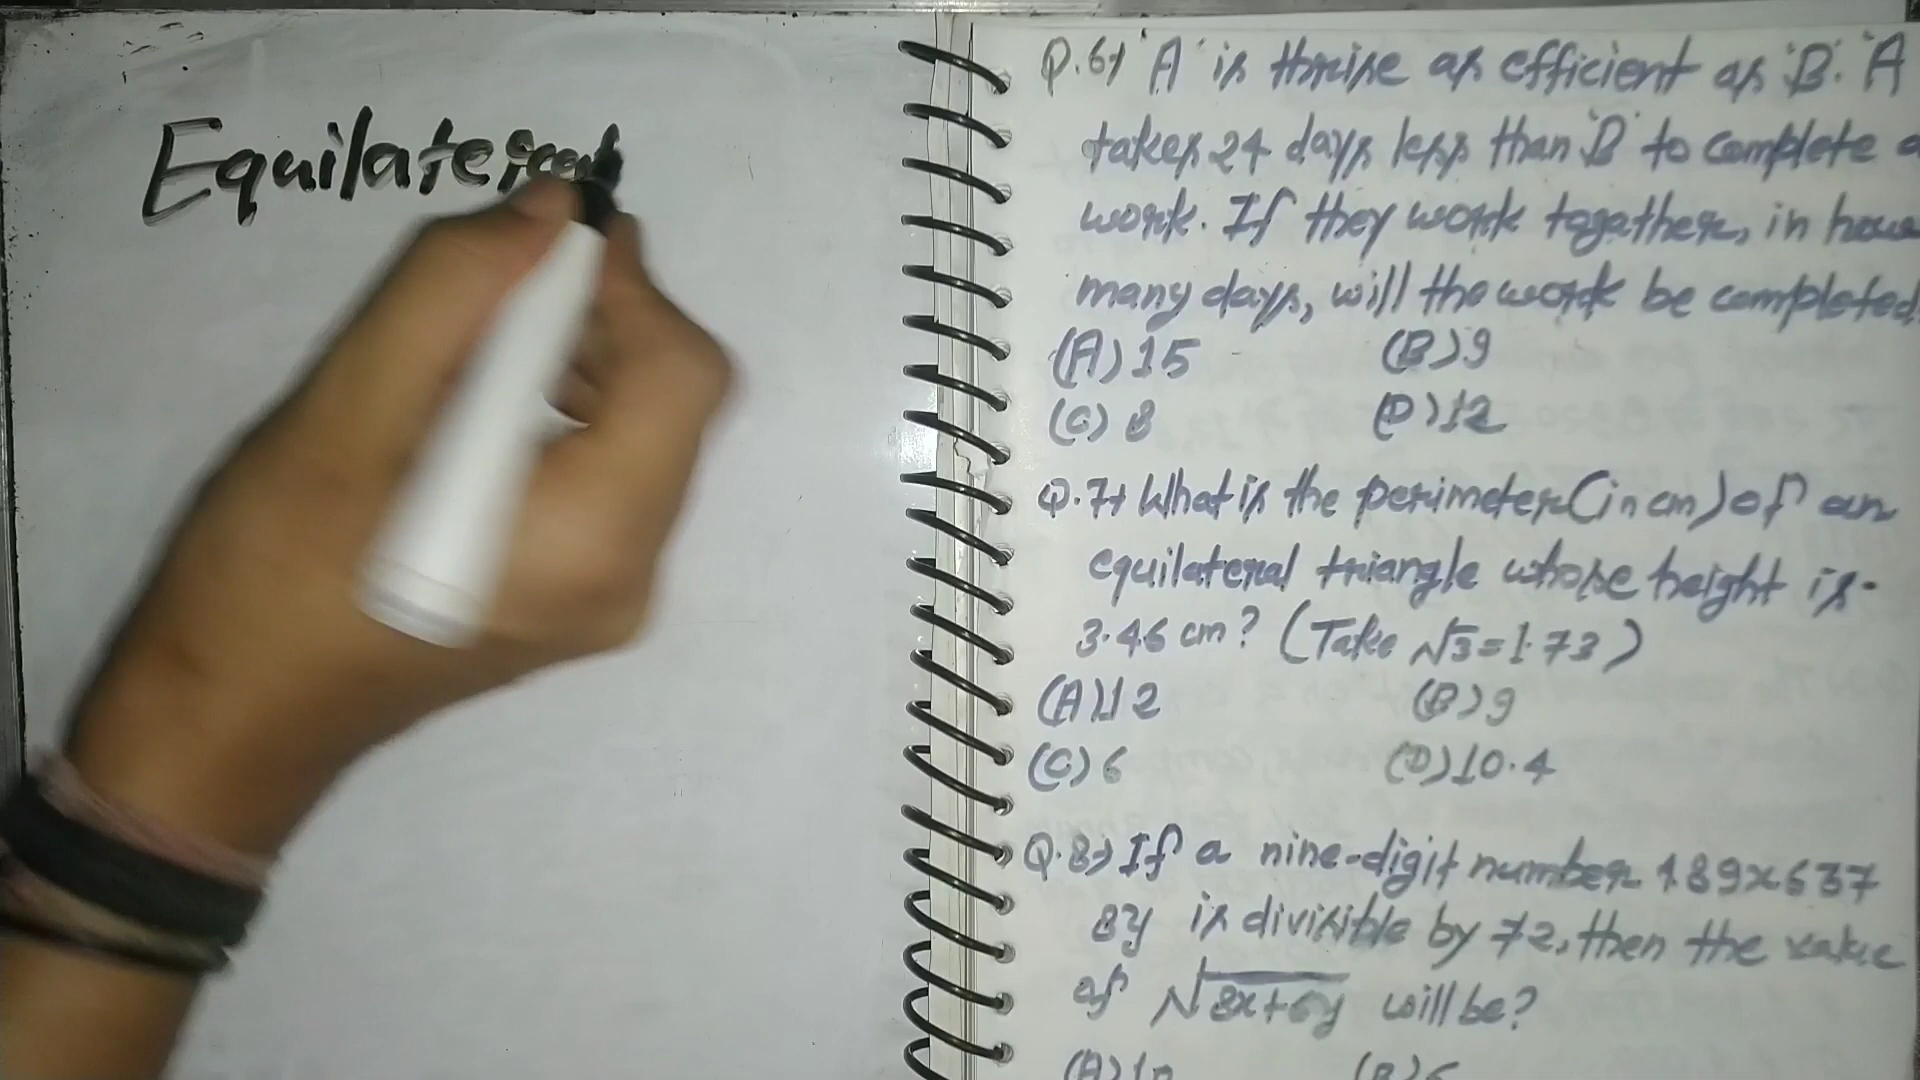 Equilateral
Q.6) 'A' is thrise as efficient as 'B'. 'A
takes 24 days less than 'B' to complete a
work. If they work togather, in how
many days, will the work be completed
(A) 15 (B) 9
(C) 8 (D) 12
Q.7) What is the perimeter (in cm) of an
equilateral triangle whose height is-
3.46 cm? (Take √3 = 1.73)
(A) 12 (B) 9
(C) 6 (D) 10.4
Q.8) If a nine-digit number 189x637
8y is divisible by 72, then the value
of √8x+6y will be?